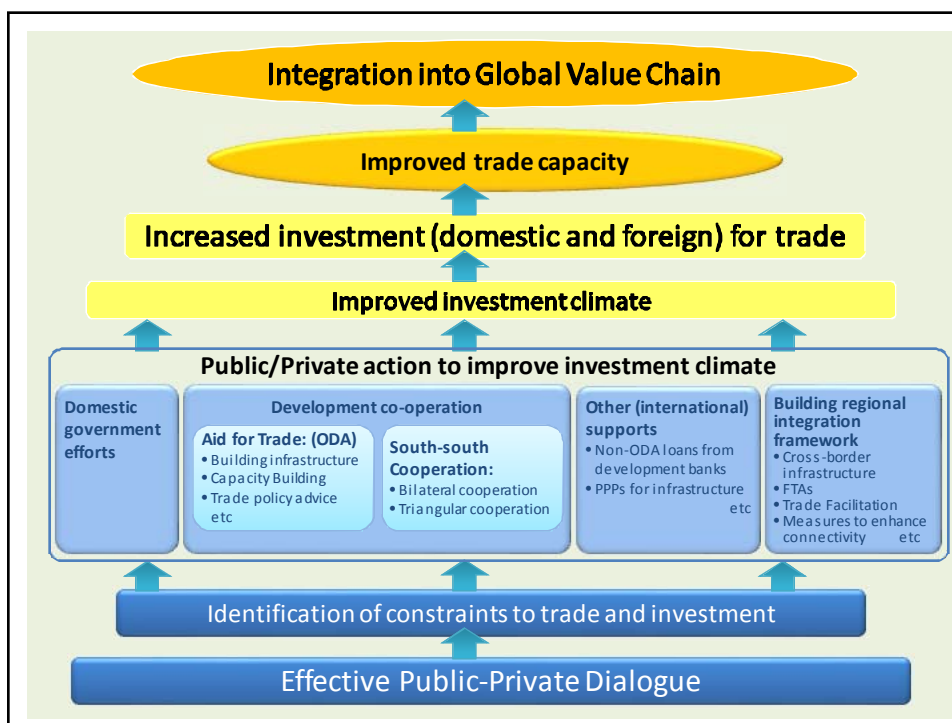 Integration into Global Value Chain
Improved trade capacity
Increased investment (domestic and foreign) for trade
Improved investment climate
Public/Private action to improve investment climate
Domestic
government
efforts
Development co-operation
Aid for Trade: (ODA)
• Building infrastructure
• Capacity Building
• Trade policy advice
etc
South-south
Cooperation:
• Bilateral cooperation
• Triangular cooperation
Other (international)
supports
• Non-ODA loans from
development banks
• PPPs for infrastructure
etc
Building regional
integration
framework
• Cross-border
infrastructure
• FTAs
• Trade Facilitation
• Measures to enhance
connectivity etc
Identification of constraints to trade and investment
Effective Public-Private Dialogue